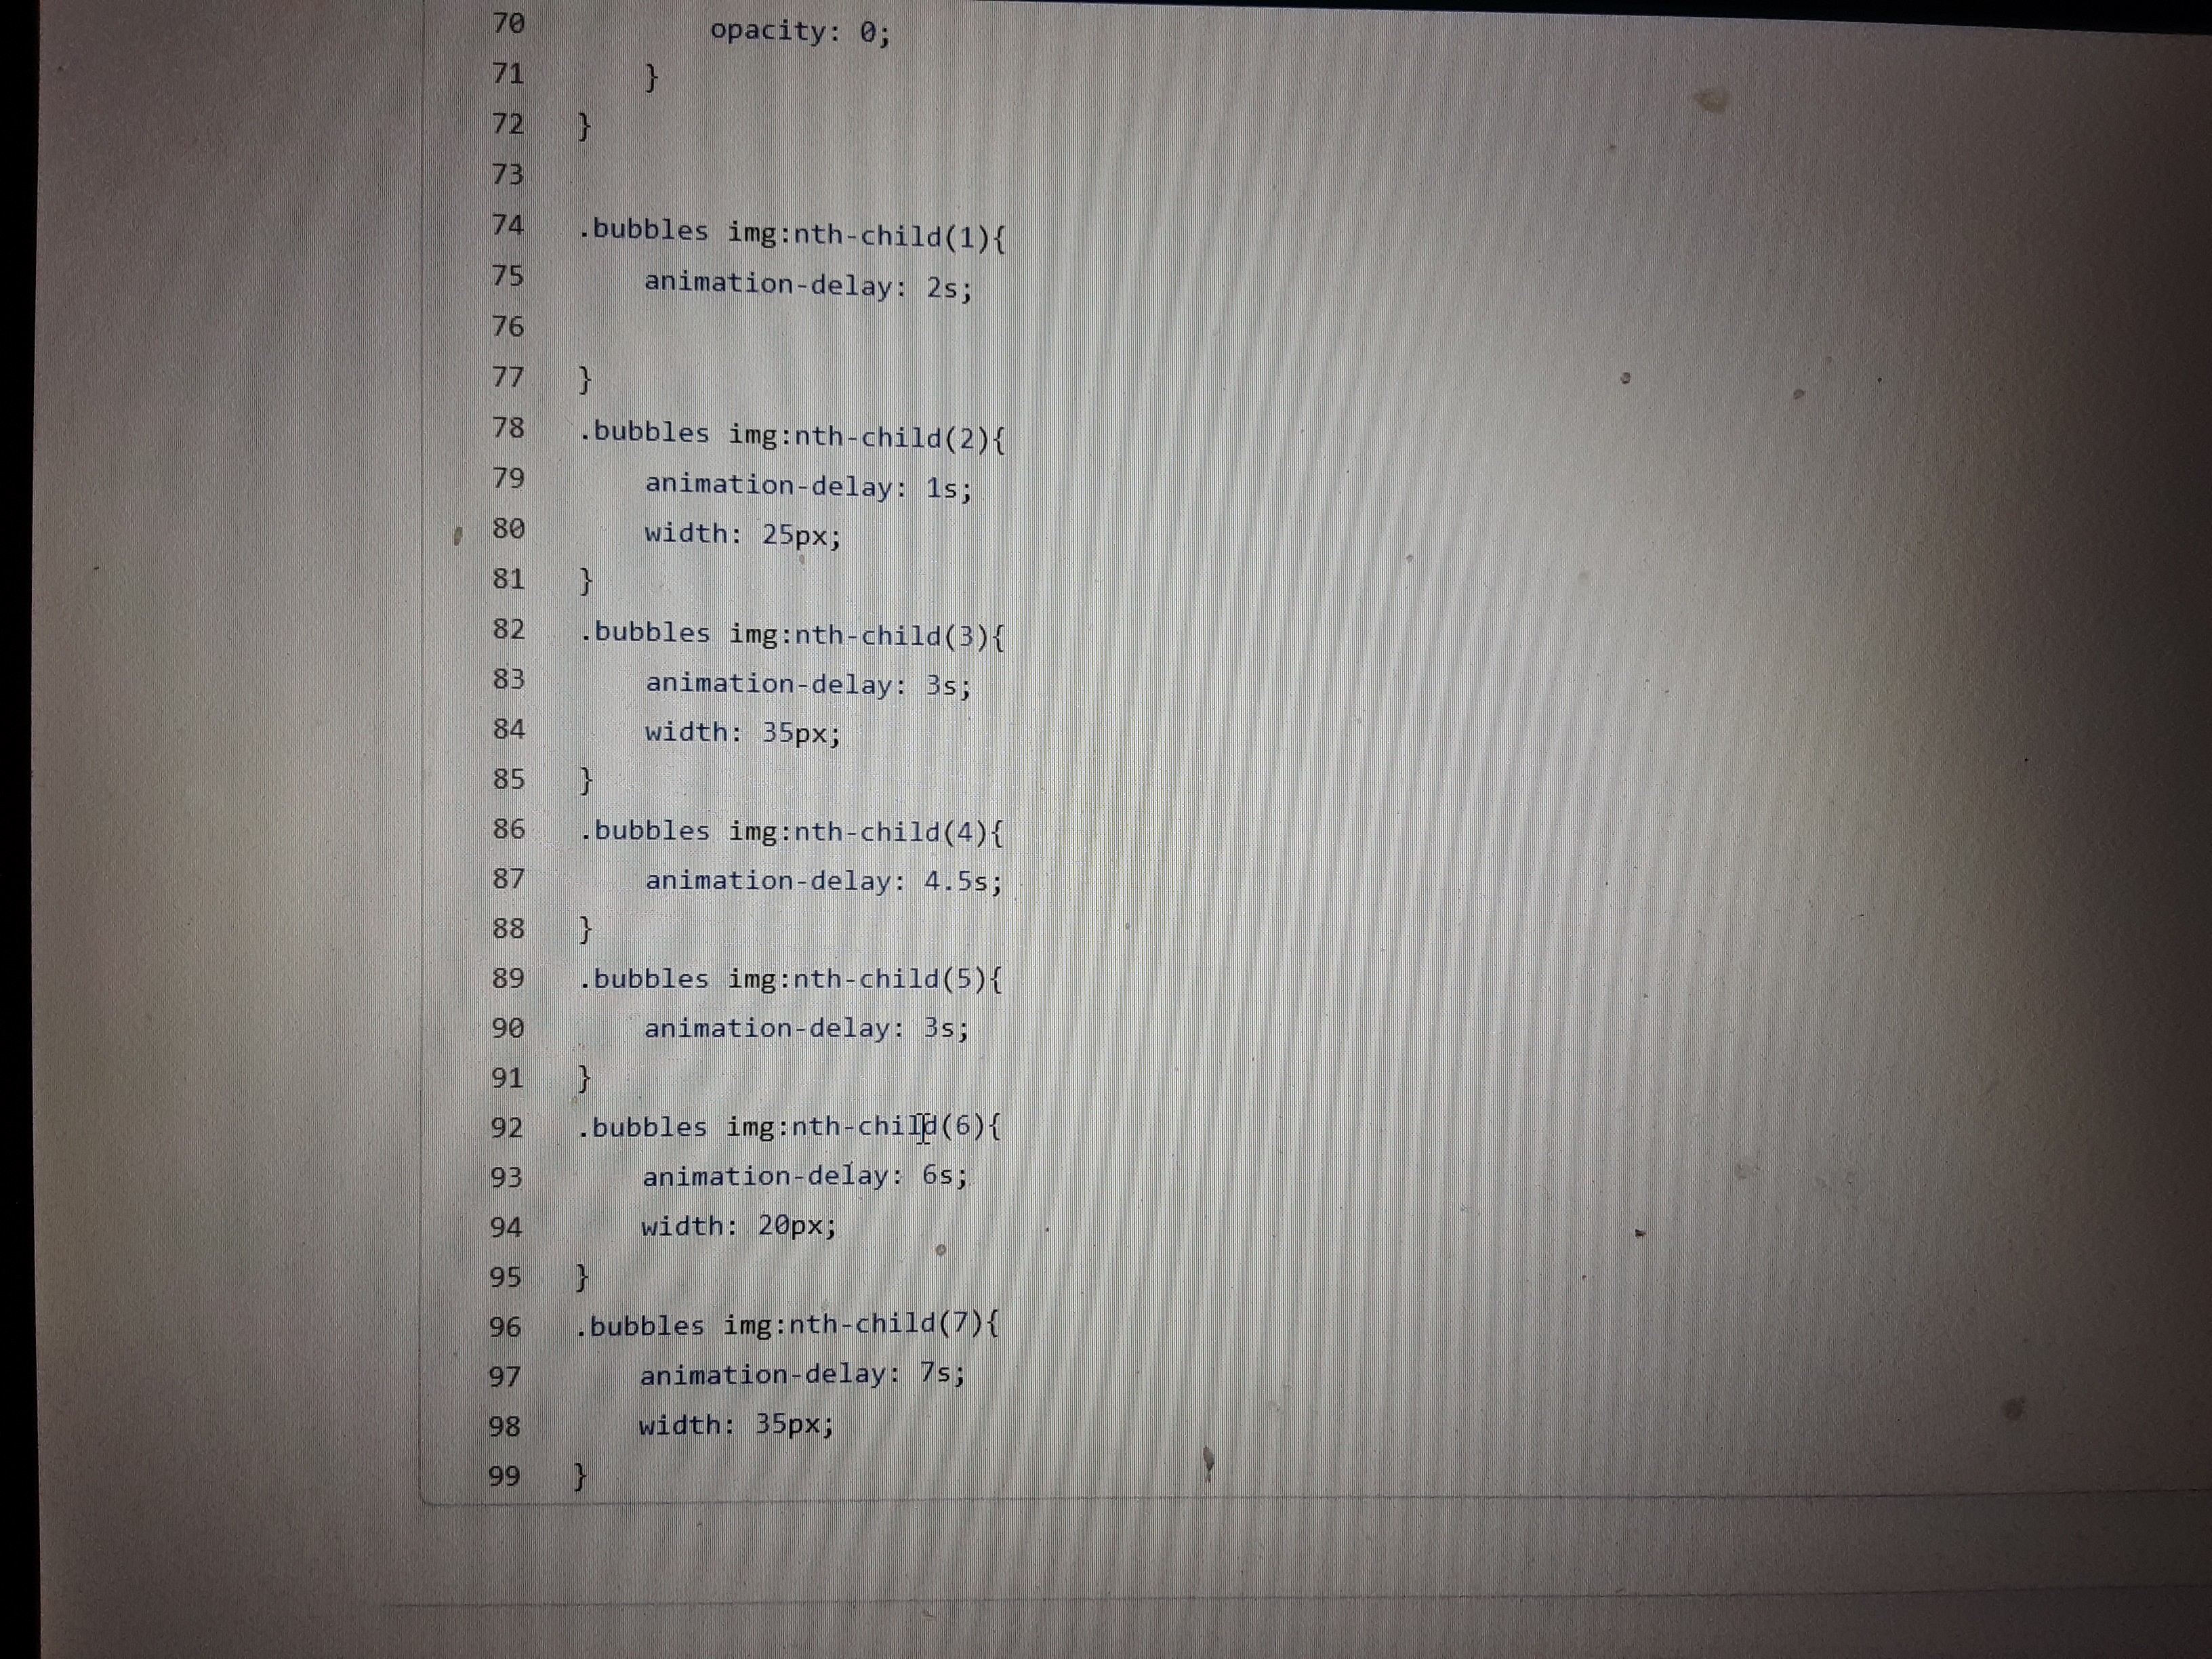 70 opacity: 0;
71 }
72 }
73
74 .bubbles img:nth-child(1){
75 animation-delay: 2s;
76
77 }
78 .bubbles img:nth-child(2){
79 animation-delay: 1s;
80 width: 25px;
81 }
82 .bubbles img:nth-child(3){
83 animation-delay: 3s;
84 width: 35px;
85 }
86 .bubbles img:nth-child(4){
87 animation-delay: 4.5s;
88 }
89 .bubbles img:nth-child(5){
90 animation-delay: 3s;
91 }
92 .bubbles img:nth-child(6){
93 animation-delay: 6s;
94 width: 20px;
95 }
96 .bubbles img:nth-child(7){
97 animation-delay: 7s;
98 width: 35px;
99 }